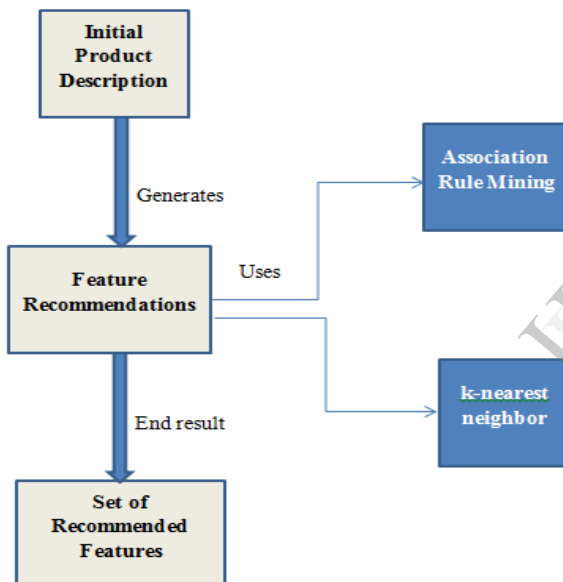 Initial
Product
Description
Generates
Association
Rule Mining
Feature
Recommendations
Uses
k-nearest
neighbor
End result
Set of
Recommended
Features